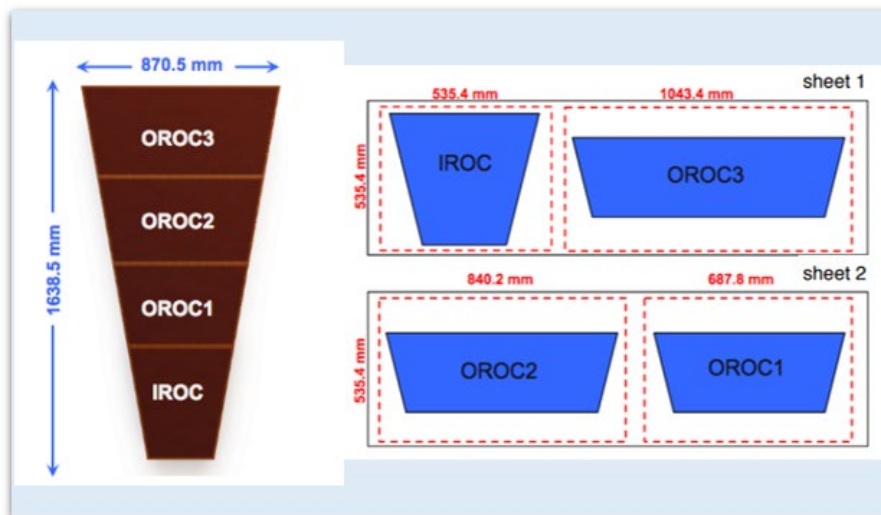 870.5 mm
OROC3
OROC2
OROC1
IROC
1638.5 mm
sheet 1
535.4 mm
1043.4 mm
535.4 mm
IROC
OROC3
sheet 2
840.2 mm
687.8 mm
535.4 mm
OROC2
OROC1